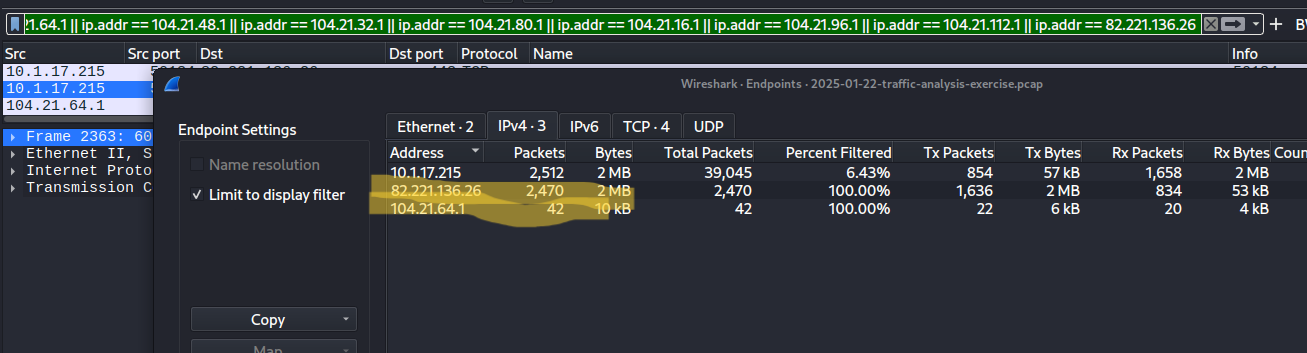 21.64.1 || ip.addr == 104.21.48.1 || ip.addr == 104.21.32.1 || ip.addr == 104.21.80.1 || ip.addr == 104.21.16.1 || ip.addr == 104.21.96.1 || ip.addr == 104.21.112.1 || ip.addr == 82.221.136.26
Src Src port Dst Dst port Protocol Name Info
10.1.17.215
10.1.17.215
104.21.64.1
Wireshark · Endpoints · 2025-01-22-traffic-analysis-exercise.pcap
Frame 2363: 60
Ethernet II, S
Internet Proto
Transmission C
Endpoint Settings
Name resolution
Limit to display filter
Copy
Map
Ethernet · 2 IPv4 · 3 IPv6 TCP · 4 UDP
Address Packets Bytes Total Packets Percent Filtered Tx Packets Tx Bytes Rx Packets Rx Bytes Coun
10.1.17.215 2,512 2 MB 39,045 6.43% 854 57 kB 1,658 2 MB
82.221.136.26 2,470 2 MB 2,470 100.00% 1,636 2 MB 834 53 kB
104.21.64.1 42 10 kB 42 100.00% 22 6 kB 20 4 kB